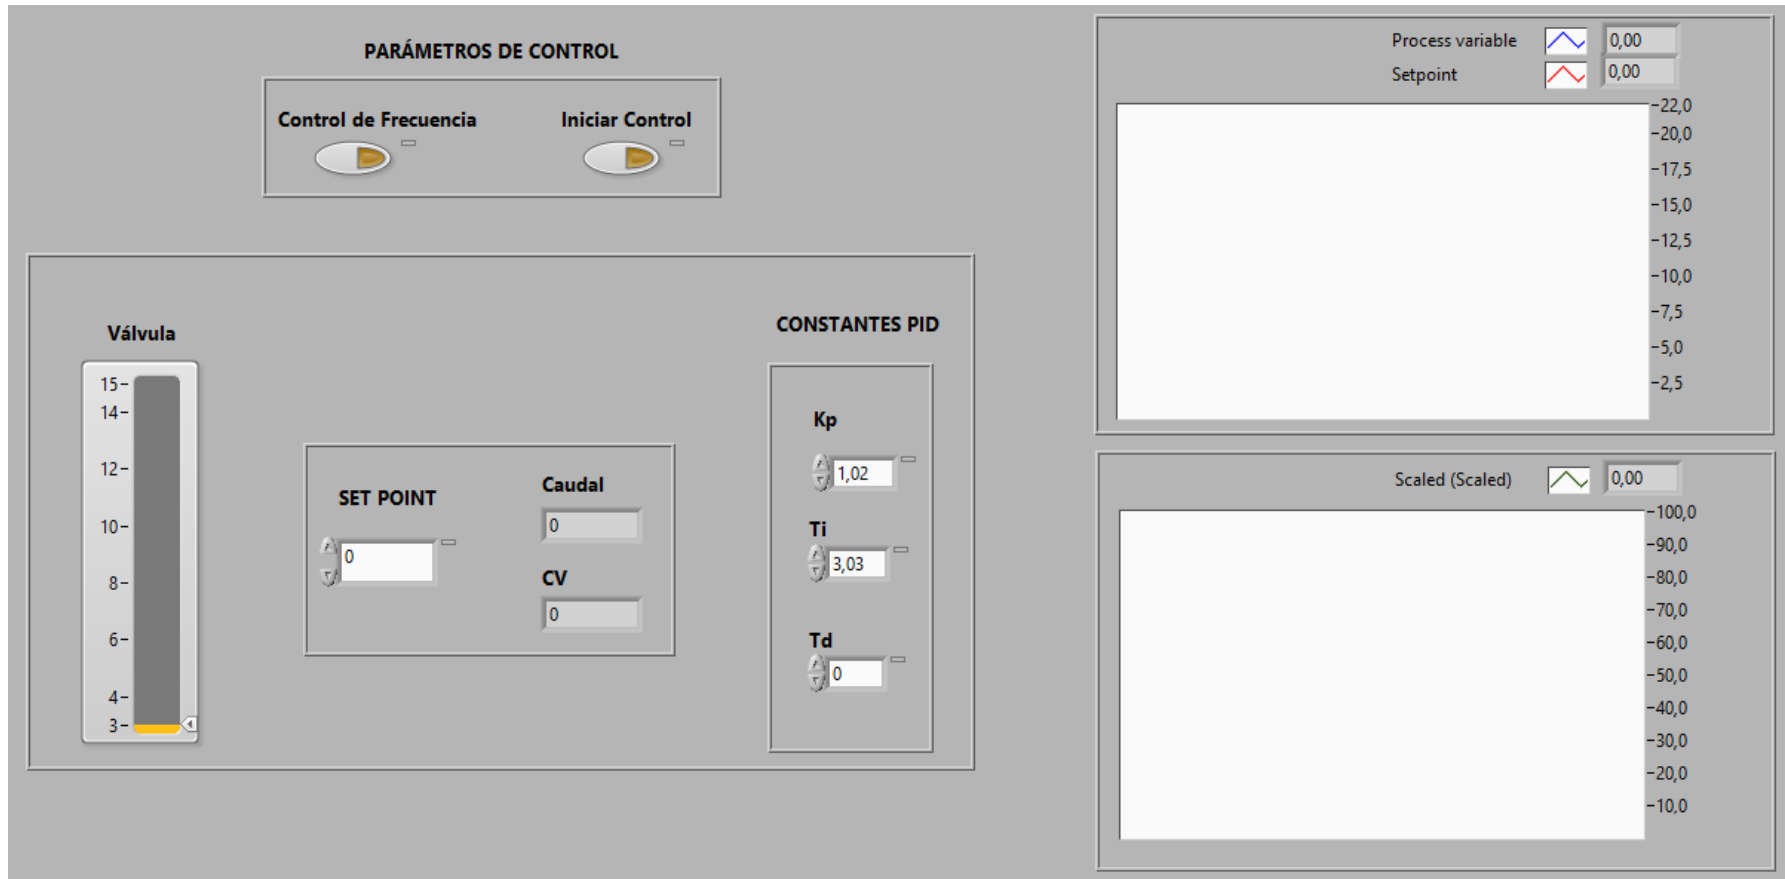 PARÁMETROS DE CONTROL
Control de Frecuencia
Iniciar Control
Válvula
15
14
12
10
8
6
4
3
SET POINT
0
Caudal
0
CV
0
CONSTANTES PID
Kp
1,02
Ti
3,03
Td
0
Process variable 0,00
Setpoint 0,00
22,0
20,0
17,5
15,0
12,5
10,0
7,5
5,0
2,5
Scaled (Scaled) 0,00
100,0
90,0
80,0
70,0
60,0
50,0
40,0
30,0
20,0
10,0